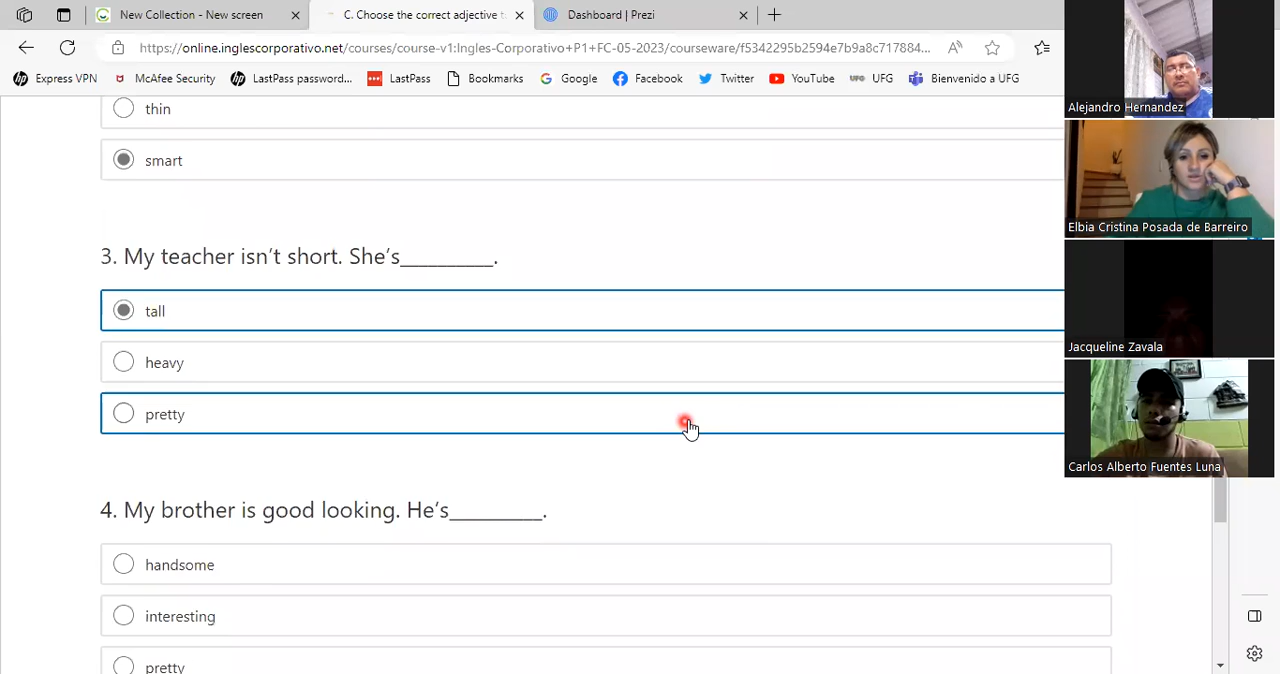 New Collection - New screen
C. Choose the correct adjective t
Dashboard | Prezi
https://online.inglescorporativo.net/courses/course-v1:Ingles-Corporativo+P1+FC-05-2023/courseware/f5342295b2594e7b9a8c717884...
Express VPN
McAfee Security
LastPass password...
LastPass
Bookmarks
Google
Facebook
Twitter
YouTube
UFG
Bienvenido a UFG
thin
smart
3. My teacher isn't short. She's__________.
tall
heavy
pretty
4. My brother is good looking. He's_________.
handsome
interesting
pretty
Alejandro Hernandez
Elbia Cristina Posada de Barreiro
Jacqueline Zavala
Carlos Alberto Fuentes Luna